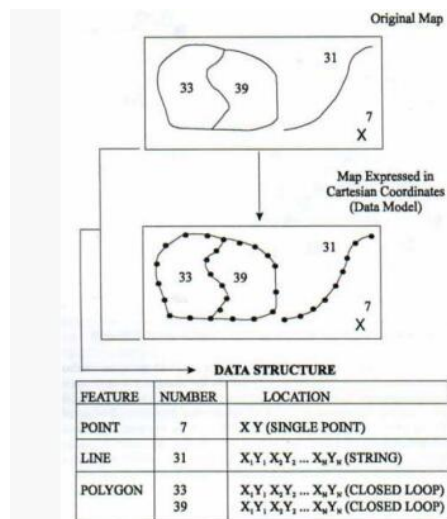 Original Map
31
33
39
7
X
Map Expressed in
Cartesian Coordinates
(Data Model)
31
33
39
7
X
DATA STRUCTURE
FEATURE NUMBER LOCATION
POINT 7 X Y (SINGLE POINT)
LINE 31 X₁Y₁ X₂Y₂ ... XₙYₙ (STRING)
POLYGON 33 X₁Y₁ X₂Y₂ ... XₙYₙ (CLOSED LOOP)
39 X₁Y₁ X₂Y₂ ... XₙYₙ (CLOSED LOOP)